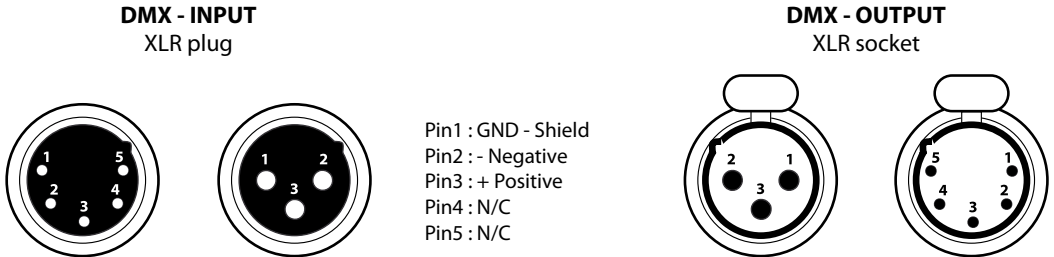 DMX - INPUT
XLR plug
DMX - OUTPUT
XLR socket
1 5
2 4
3
1 2
3
Pin1 : GND - Shield
Pin2 : - Negative
Pin3 : + Positive
Pin4 : N/C
Pin5 : N/C
2 1
3
5 1
4 2
3